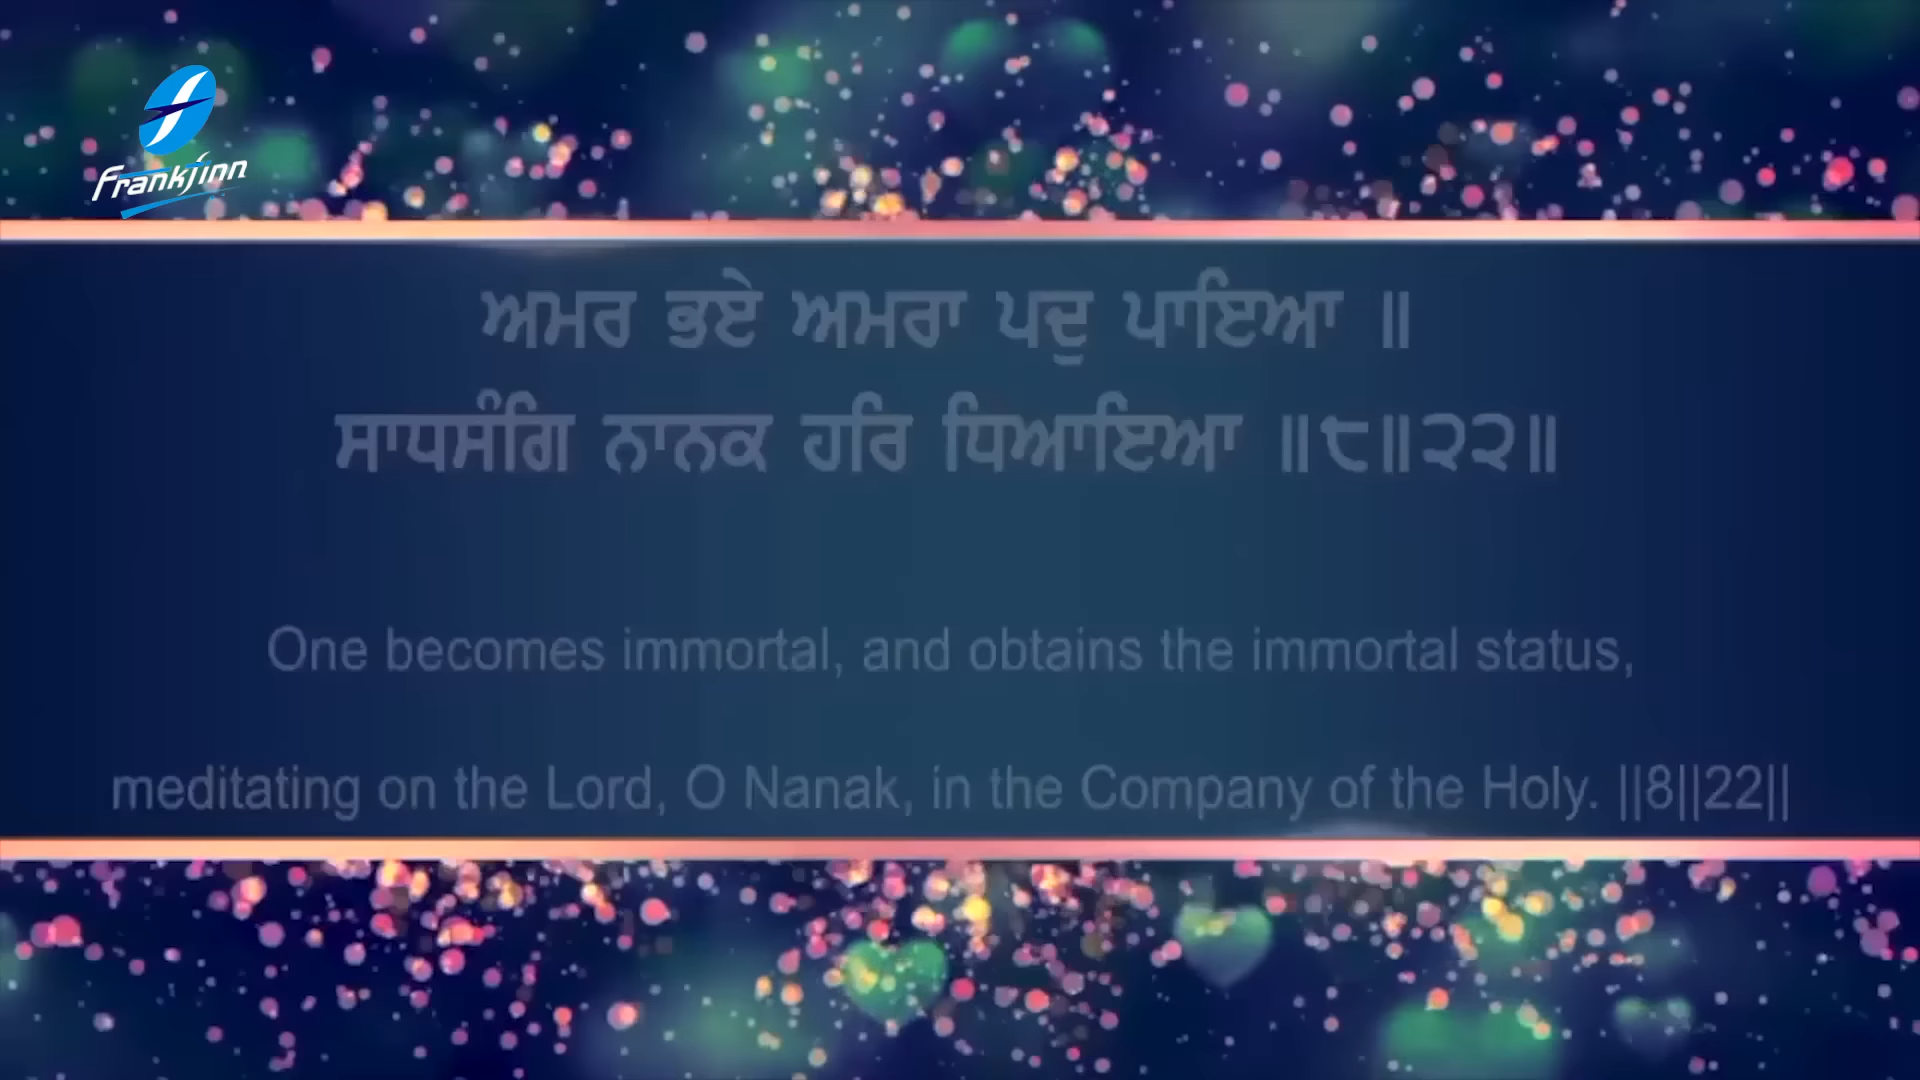 Frankfinn
ਅਮਰ ਭਏ ਅਮਰਾ ਪਦੁ ਪਾਇਆ ॥
ਸਾਧਸੰਗਿ ਨਾਨਕ ਹਰਿ ਧਿਆਇਆ ॥੮॥੨੨॥
One becomes immortal, and obtains the immortal status,
meditating on the Lord, O Nanak, in the Company of the Holy. ||8||22||